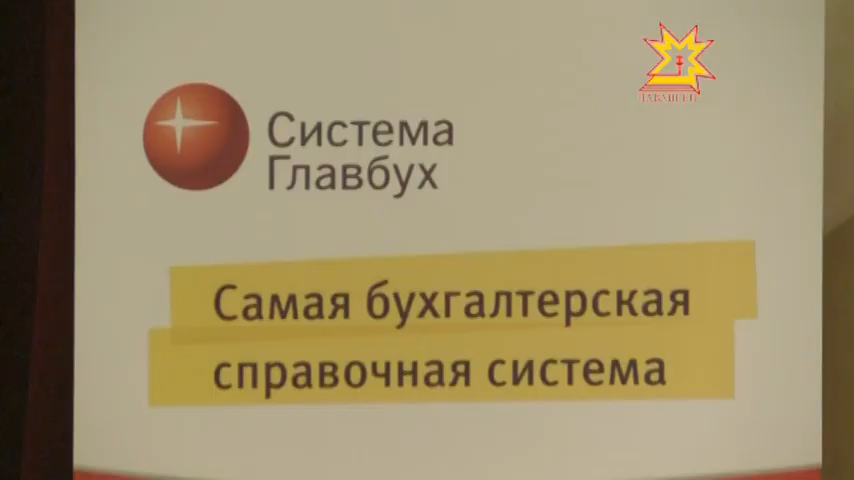 Система
Главбух
Самая бухгалтерская
справочная система